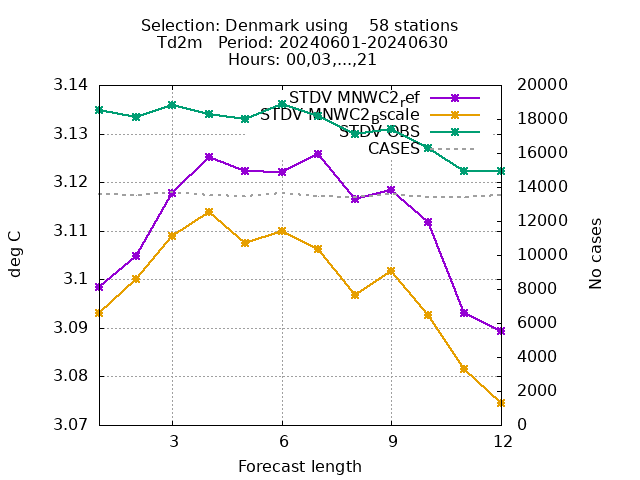 Selection: Denmark using    58 stations
Td2m   Period: 20240601-20240630
Hours: 00,03,...,21
STDV MNWC2ref
STDV MNWC2Bscale
STDV OBS
CASES
3.14
3.13
3.12
3.11
3.1
3.09
3.08
3.07
20000
18000
16000
14000
12000
10000
8000
6000
4000
2000
0
deg C
No cases
3 6 9 12
Forecast length